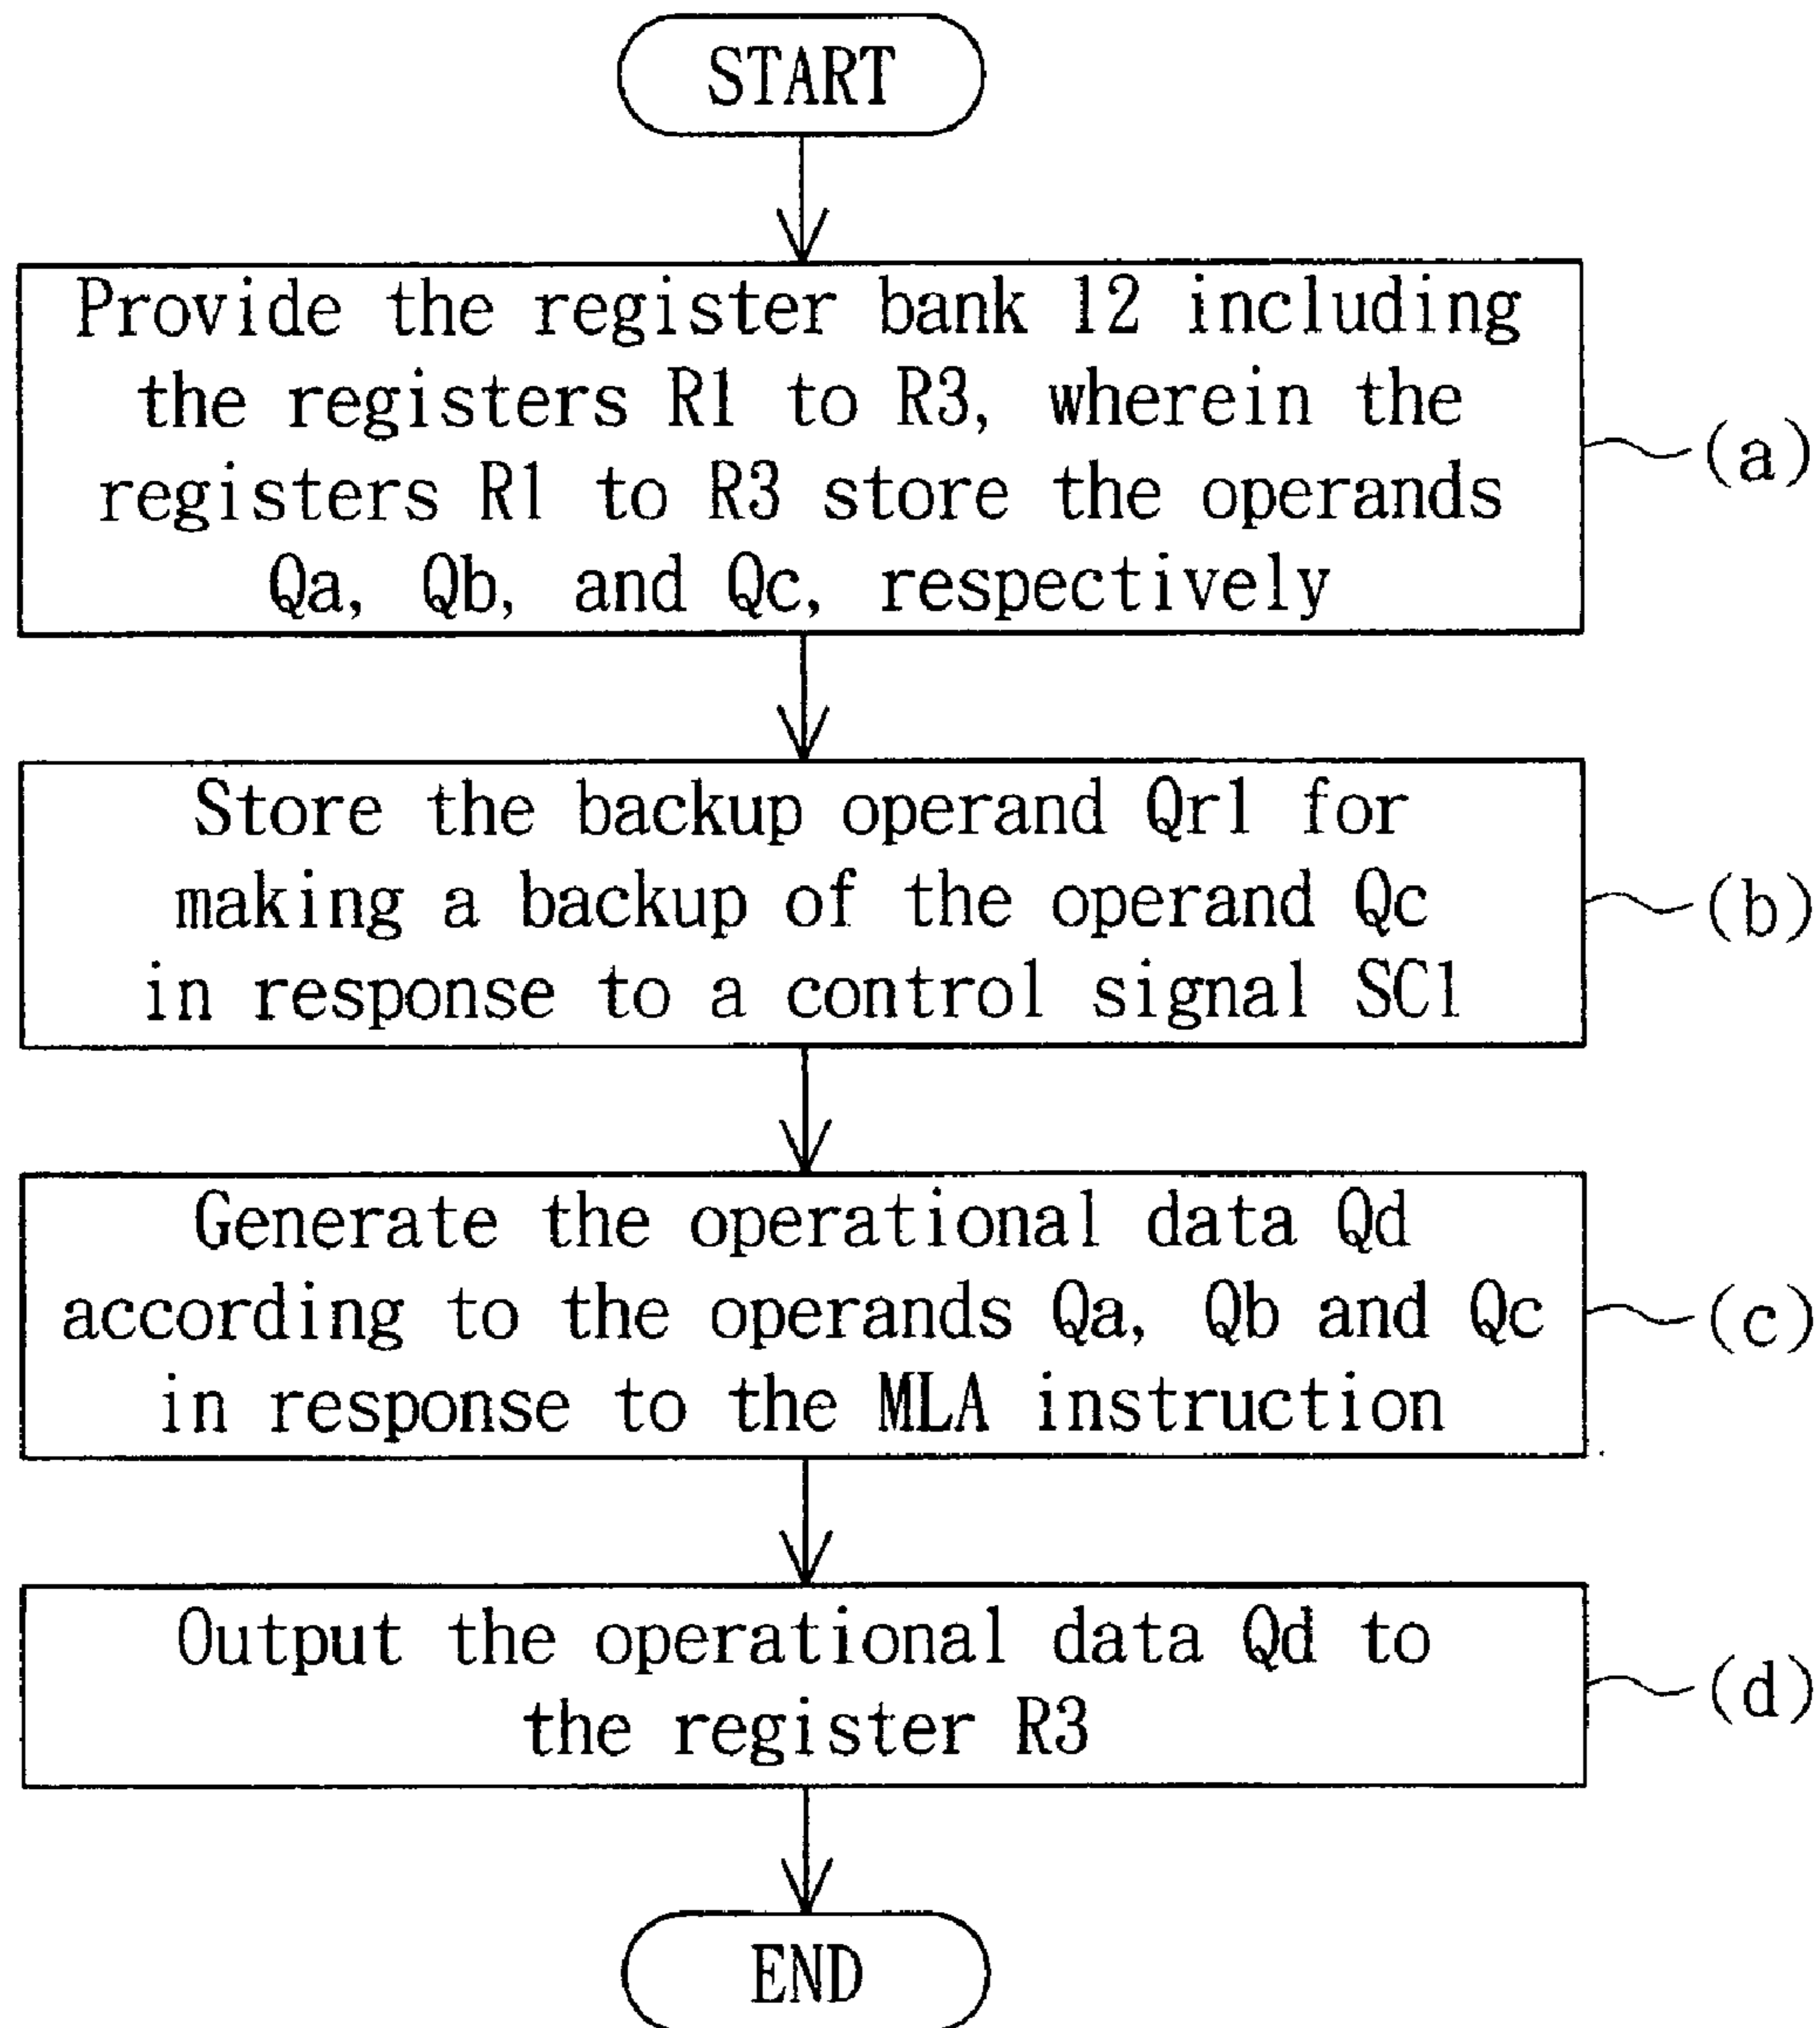 START
Provide the register bank 12 including
the registers R1 to R3, wherein the
registers R1 to R3 store the operands
Qa, Qb, and Qc, respectively
(a)
Store the backup operand Qr1 for
making a backup of the operand Qc
in response to a control signal SC1
(b)
Generate the operational data Qd
according to the operands Qa, Qb and Qc
in response to the MLA instruction
(c)
Output the operational data Qd to
the register R3
(d)
END